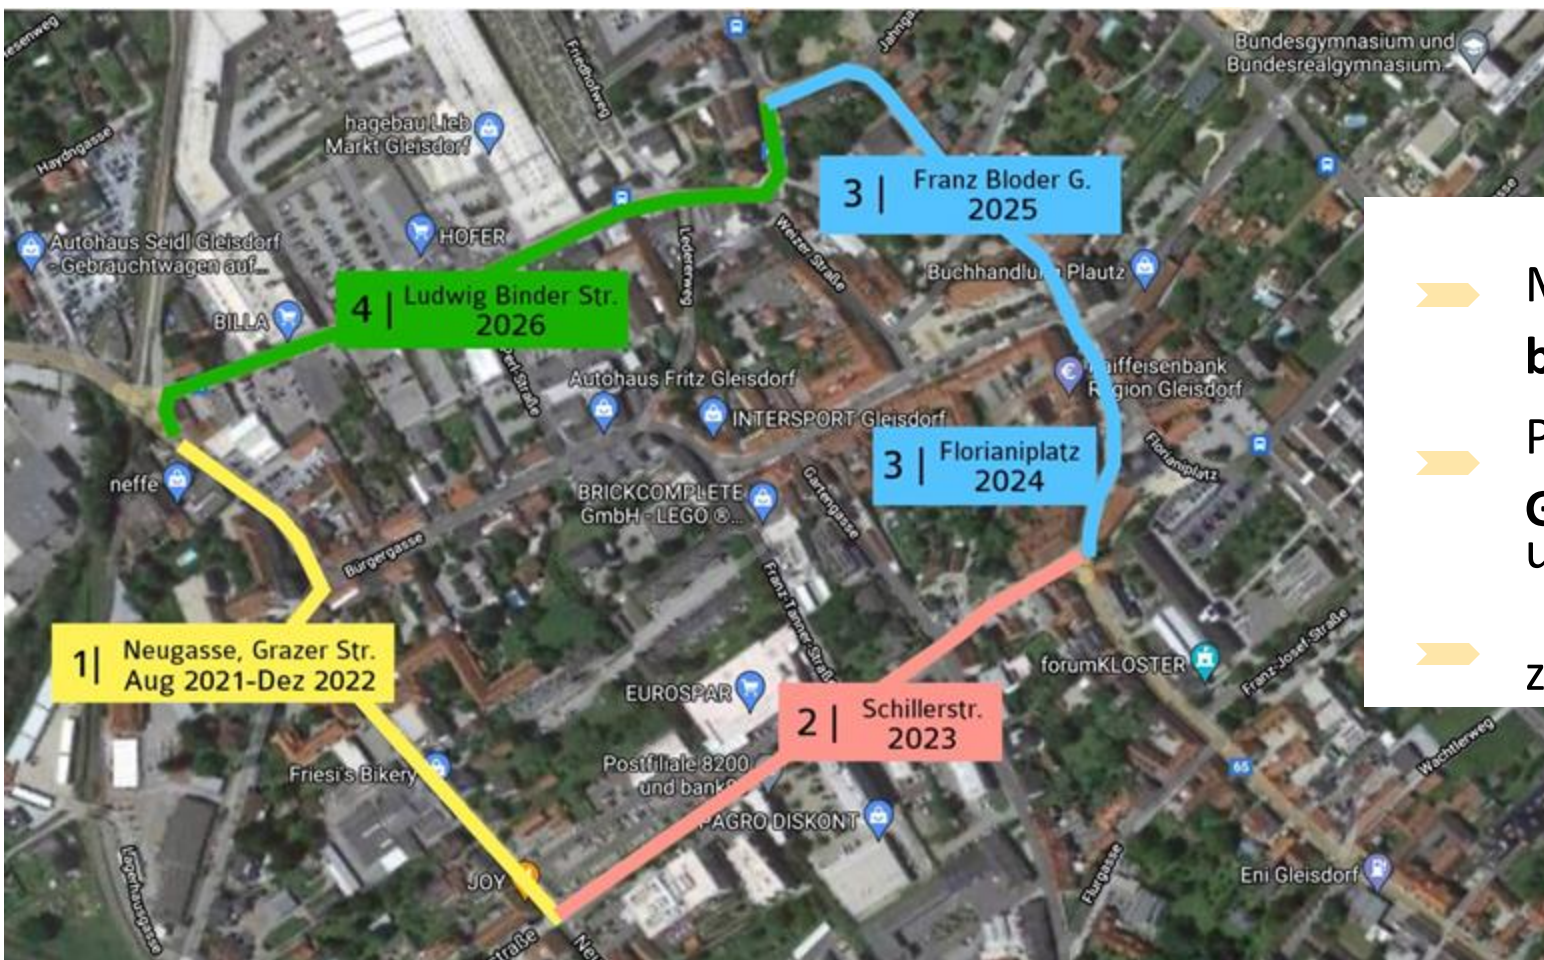 Bundesgymnasium und
Bundesrealgymnasium...
Friedhofweg
hagebau Lieb
Markt Gleisdorf
Haydngasse
3 | Franz Bloder G.
2025
Autohaus Seidl Gleisdorf
- Gebrauchtwagen auf...
HOFER
Ledererweg
Weizer Straße
Buchhandlung Plautz
4 | Ludwig Binder Str.
2026
BILLA
Autohaus Fritz Gleisdorf
INTERSPORT Gleisdorf
Raiffeisenbank
Region Gleisdorf
3 | Florianiplatz
2024
Florianiplatz
neffe
BRICKCOMPLETE
GmbH - LEGO ®...
Gartengasse
Bürgergasse
Franz-Tanner-Straße
1 | Neugasse, Grazer Str.
Aug 2021-Dez 2022
forumKLOSTER
Franz-Josef-Straße
EUROSPAR
2 | Schillerstr.
2023
Friesi's Bikery
Postfiliale 8200
und bank
65
Wachtlerweg
PAGRO DISKONT
JOY
Eni Gleisdorf
Flurgasse
Lagerhausgasse